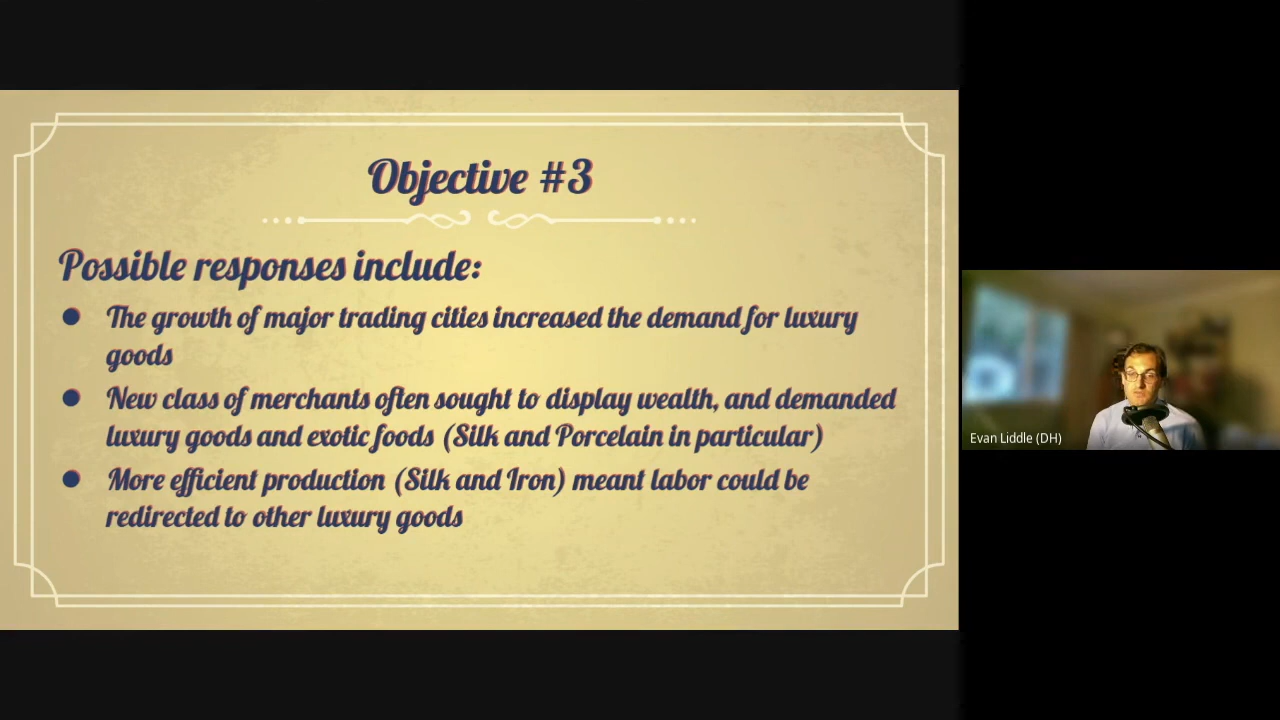 Objective #3
Possible responses include:
● The growth of major trading cities increased the demand for luxury
goods
● New class of merchants often sought to display wealth, and demanded
luxury goods and exotic foods (Silk and Porcelain in particular)
● More efficient production (Silk and Iron) meant labor could be
redirected to other luxury goods
Evan Liddle (DH)